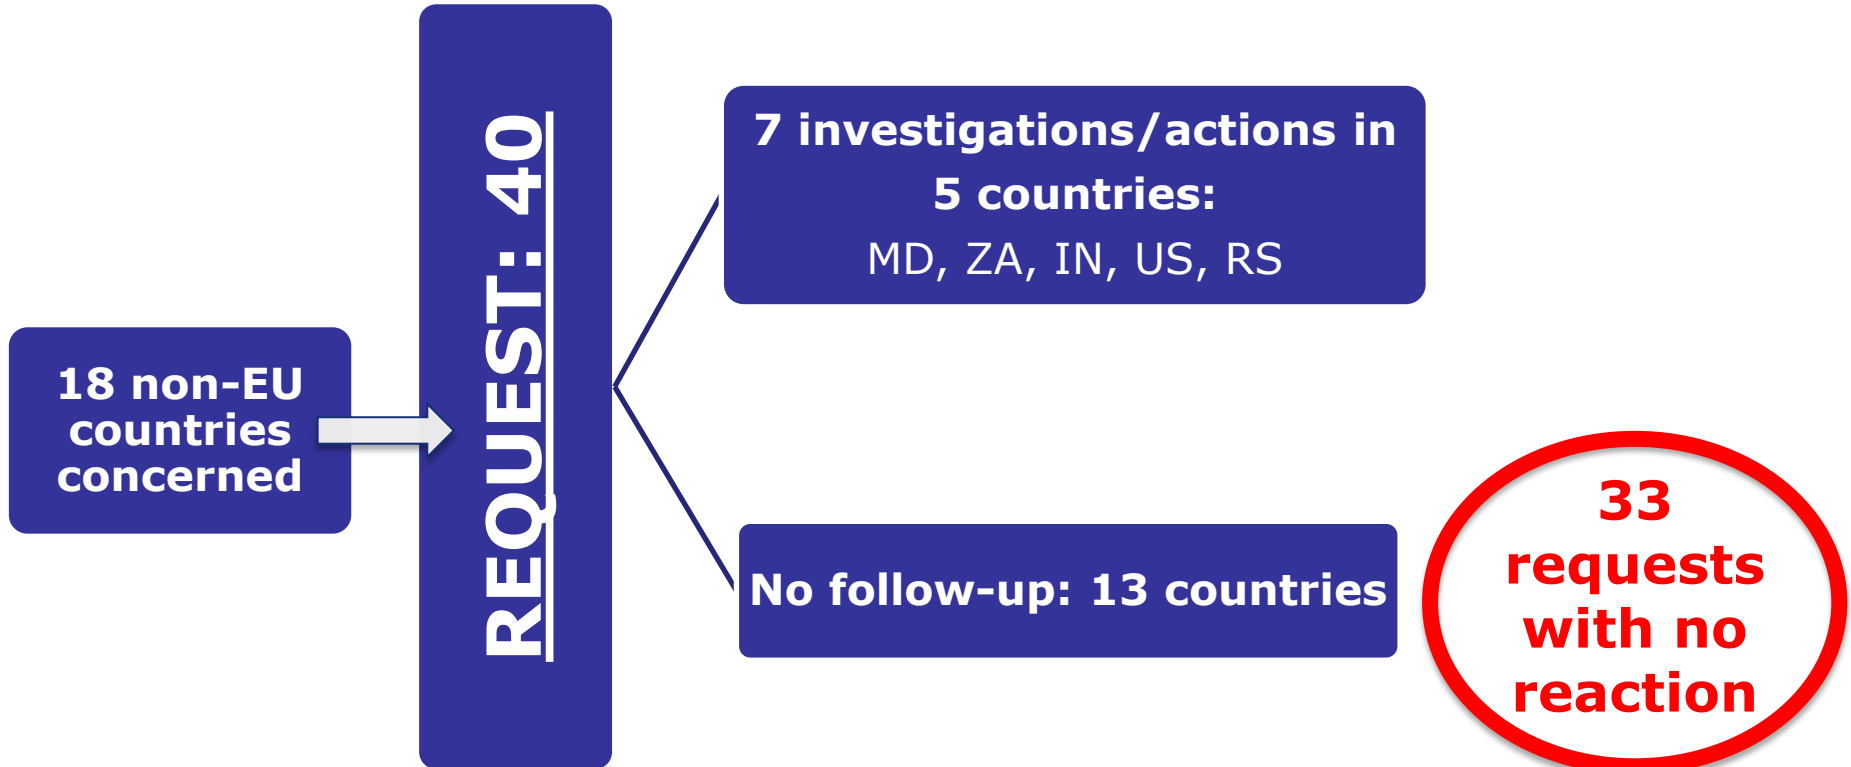 18 non-EU
countries
concerned
REQUEST: 40
7 investigations/actions in
5 countries:
MD, ZA, IN, US, RS
No follow-up: 13 countries
33
requests
with no
reaction